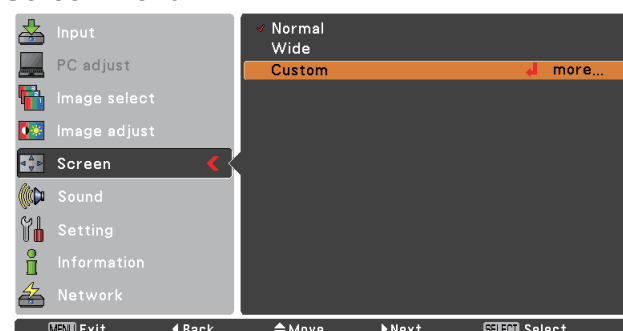 Input
PC adjust
Image select
Image adjust
Screen
Sound
Setting
Information
Network
Normal
Wide
Custom more...
MENU Exit Back Move Next SELECT Select